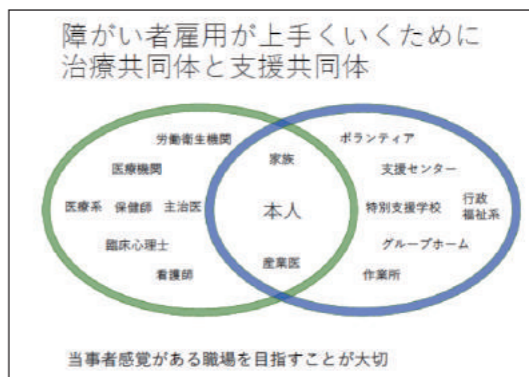 障がい者雇用が上手くいくために
治療共同体と支援共同体
労働衛生機関
医療機関
医療系 保健師 主治医
臨床心理士
看護師
家族
本人
産業医
ボランティア
支援センター
特別支援学校
行政
福祉系
グループホーム
作業所
当事者感覚がある職場を目指すことが大切